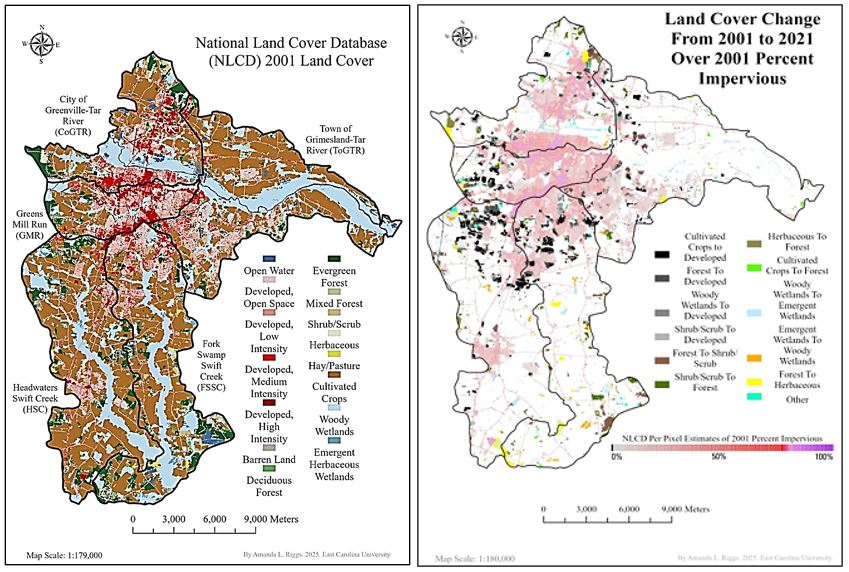 N
W
E
S
National Land Cover Database
(NLCD) 2001 Land Cover
City of
Greenville-Tar
River
(CoGTR)
Town of
Grimesland-Tar
River (ToGTR)
Greens
Mill Run
(GMR)
Fork
Swamp
Swift
Creek
(FSSC)
Headwaters
Swift Creek
(HSC)
Open Water
Developed,
Open Space
Developed,
Low
Intensity
Developed,
Medium
Intensity
Developed,
High
Intensity
Barren Land
Deciduous
Forest
Evergreen
Forest
Mixed Forest
Shrub/Scrub
Herbaceous
Hay/Pasture
Cultivated
Crops
Woody
Wetlands
Emergent
Herbaceous
Wetlands
0 3,000 6,000 9,000 Meters
Map Scale: 1:179,000
By Amanda L. Riggs. 2025. East Carolina University
N
W
E
S
Land Cover Change
From 2001 to 2021
Over 2001 Percent
Impervious
Cultivated
Crops to
Developed
Forest To
Developed
Woody
Wetlands To
Developed
Shrub/Scrub To
Developed
Forest To Shrub/
Scrub
Shrub/Scrub To
Forest
Herbaceous To
Forest
Cultivated
Crops To Forest
Woody
Wetlands To
Emergent
Wetlands
Emergent
Wetlands To
Woody
Wetlands
Forest To
Herbaceous
Other
NLCD Per Pixel Estimates of 2001 Percent Impervious
0% 50% 100%
0 3,000 6,000 9,000 Meters
Map Scale: 1:180,000
By Amanda L. Riggs. 2025. East Carolina University